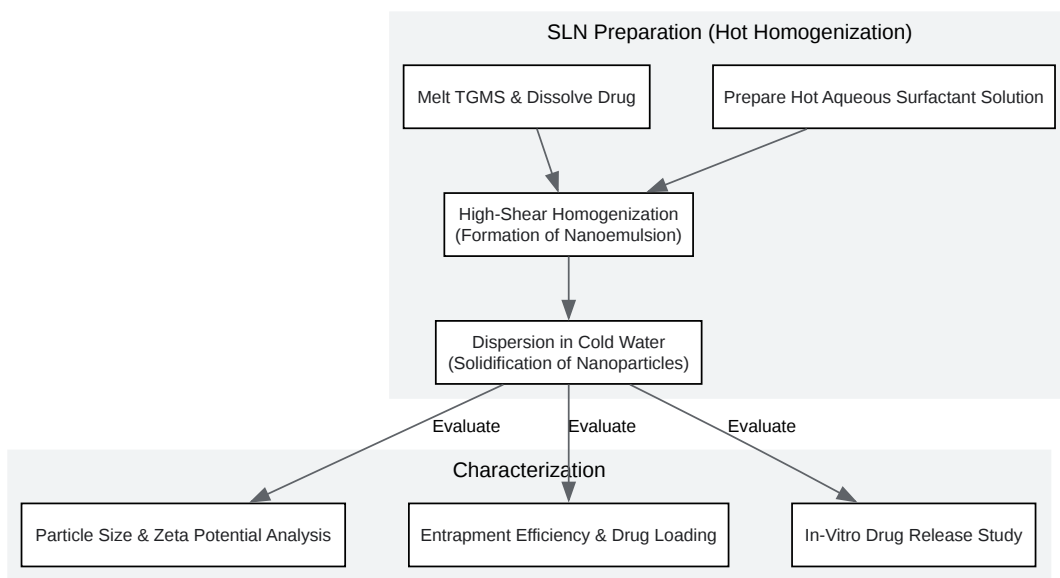 SLN Preparation (Hot Homogenization)
Melt TGMS & Dissolve Drug
Prepare Hot Aqueous Surfactant Solution
High-Shear Homogenization
(Formation of Nanoemulsion)
Dispersion in Cold Water
(Solidification of Nanoparticles)
Evaluate
Evaluate
Evaluate
Characterization
Particle Size & Zeta Potential Analysis
Entrapment Efficiency & Drug Loading
In-Vitro Drug Release Study